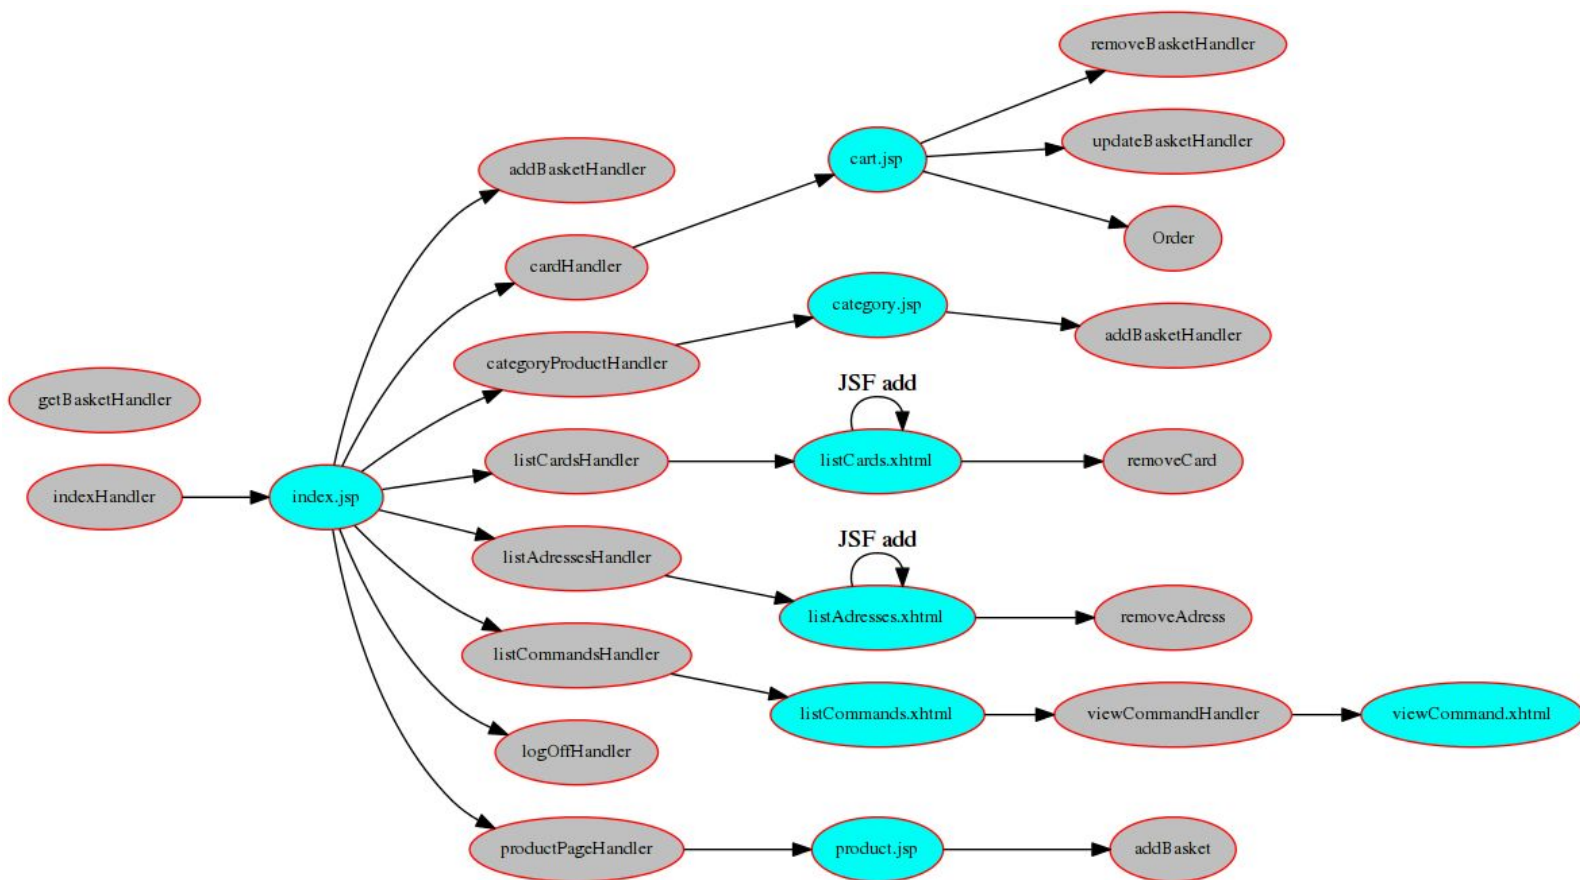 removeBasketHandler
updateBasketHandler
cart.jsp
addBasketHandler
Order
cardHandler
category.jsp
addBasketHandler
categoryProductHandler
JSF add
getBasketHandler
listCardsHandler
listCards.xhtml
removeCard
indexHandler
index.jsp
JSF add
listAdressesHandler
listAdresses.xhtml
removeAdress
listCommandsHandler
listCommands.xhtml
viewCommandHandler
viewCommand.xhtml
logOffHandler
productPageHandler
product.jsp
addBasket